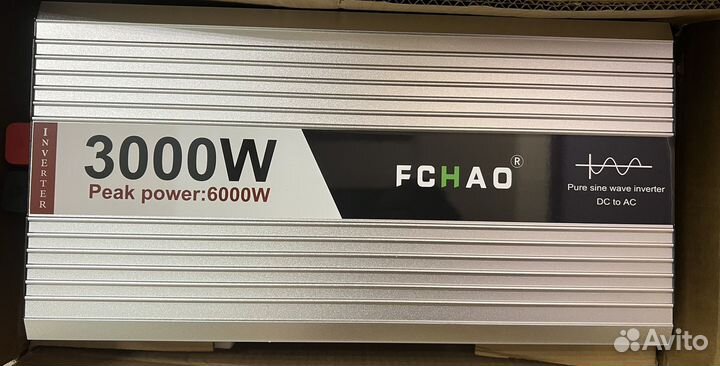 INVERTER
3000W
Peak power:6000W
FCHAO®
Pure sine wave inverter
DC to AC
Avito